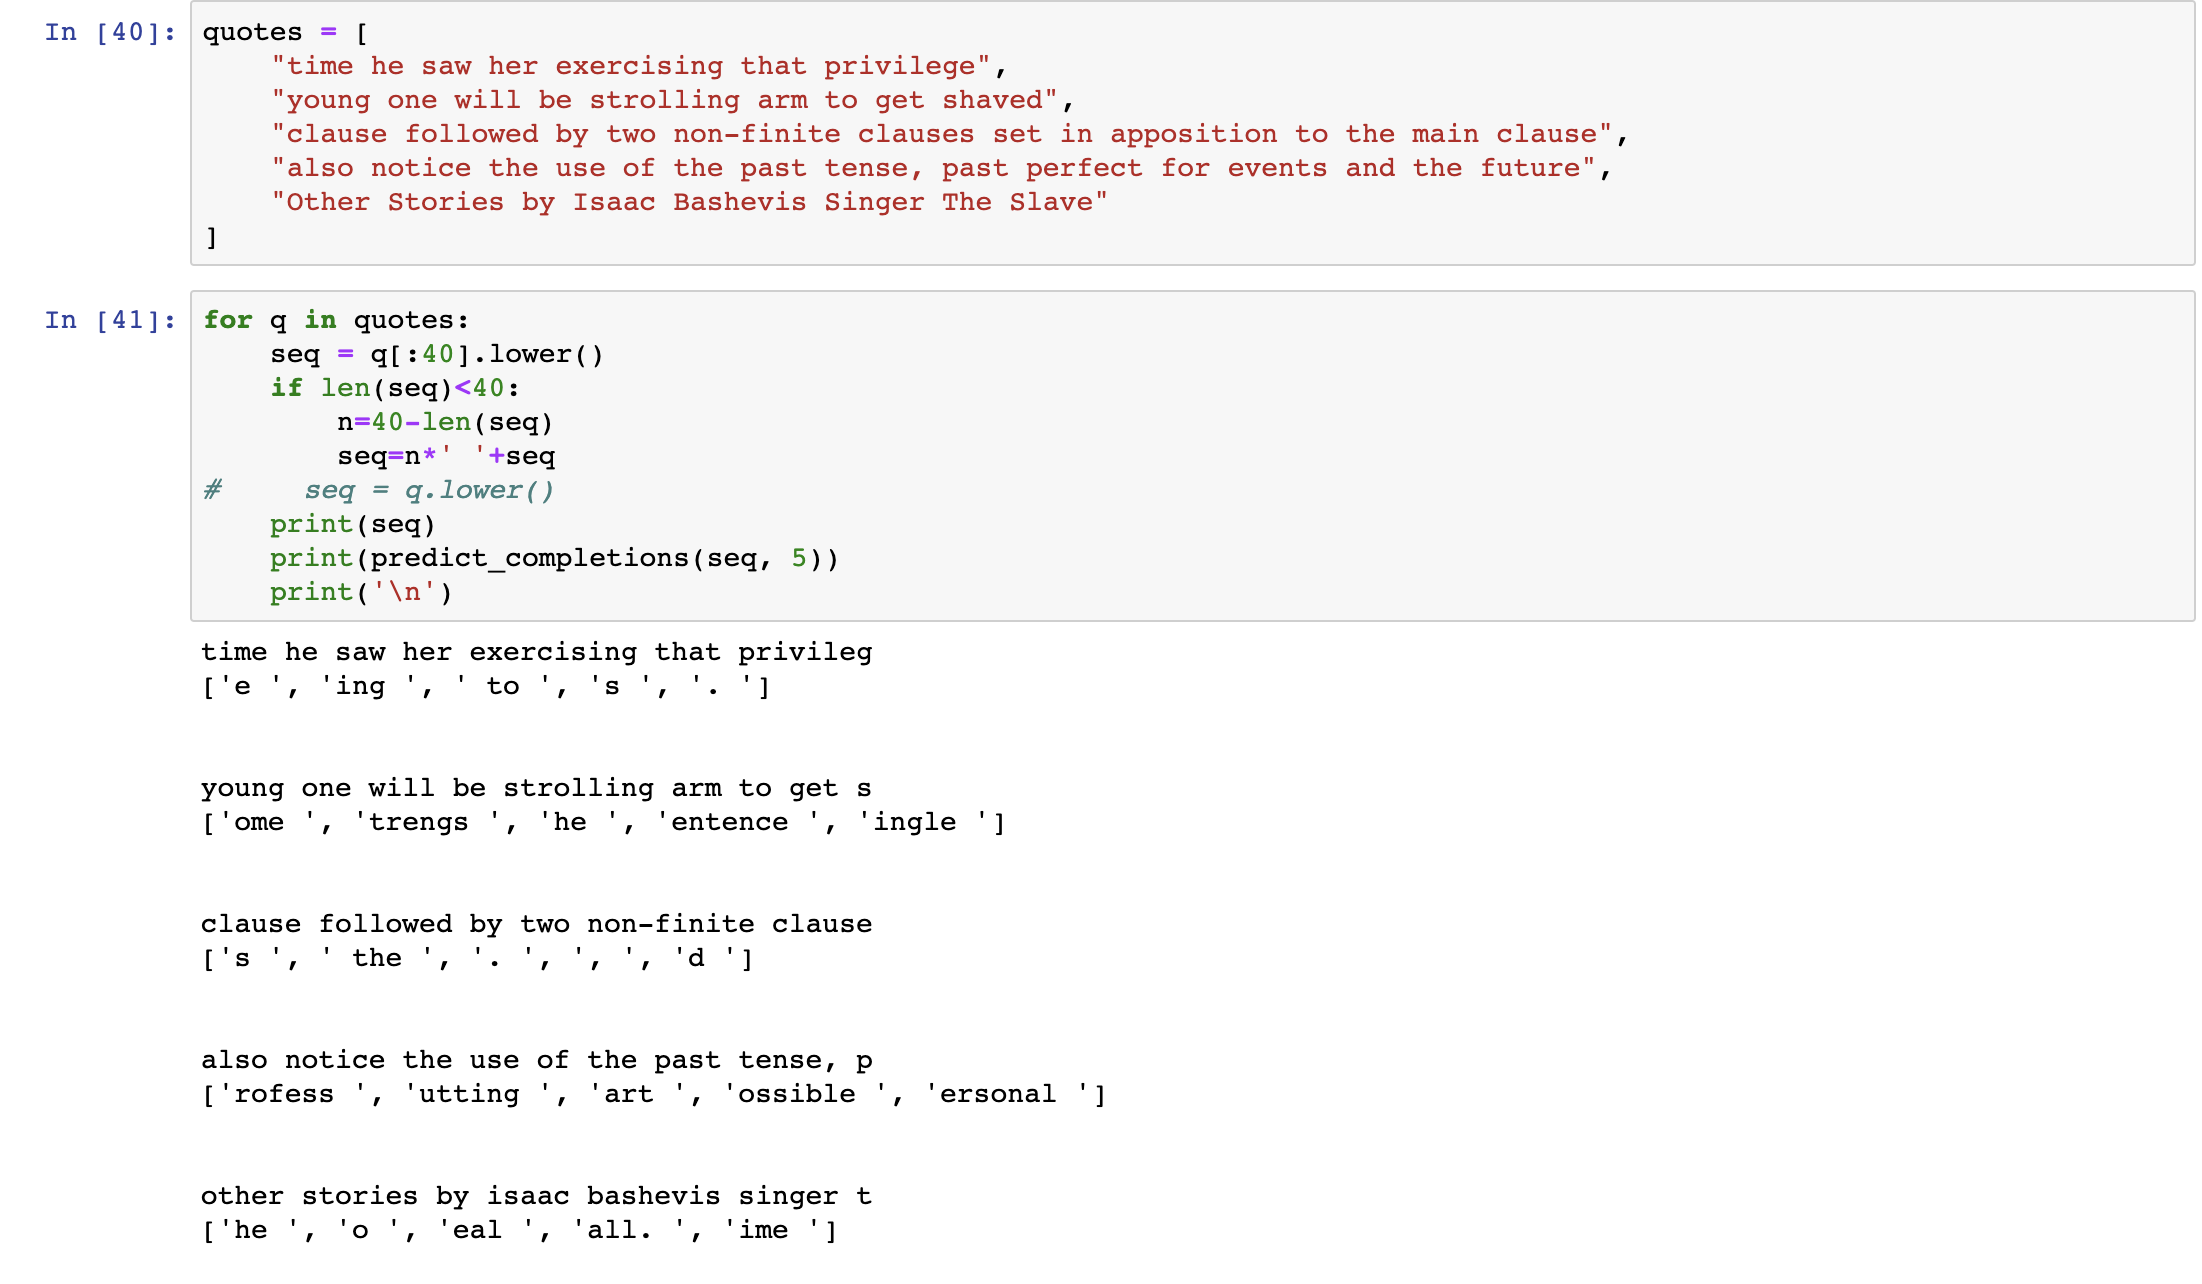 In [40]: quotes = [
    "time he saw her exercising that privilege",
    "young one will be strolling arm to get shaved",
    "clause followed by two non-finite clauses set in apposition to the main clause",
    "also notice the use of the past tense, past perfect for events and the future",
    "Other Stories by Isaac Bashevis Singer The Slave"
]
In [41]: for q in quotes:
    seq = q[:40].lower()
    if len(seq)<40:
        n=40-len(seq)
        seq=n*' '+seq
#     seq = q.lower()
    print(seq)
    print(predict_completions(seq, 5))
    print('\n')
time he saw her exercising that privileg
['e ', 'ing ', ' to ', 's ', '. ']
young one will be strolling arm to get s
['ome ', 'trengs ', 'he ', 'entence ', 'ingle ']
clause followed by two non-finite clause
['s ', ' the ', '. ', ', ', 'd ']
also notice the use of the past tense, p
['rofess ', 'utting ', 'art ', 'ossible ', 'ersonal ']
other stories by isaac bashevis singer t
['he ', 'o ', 'eal ', 'all. ', 'ime ']